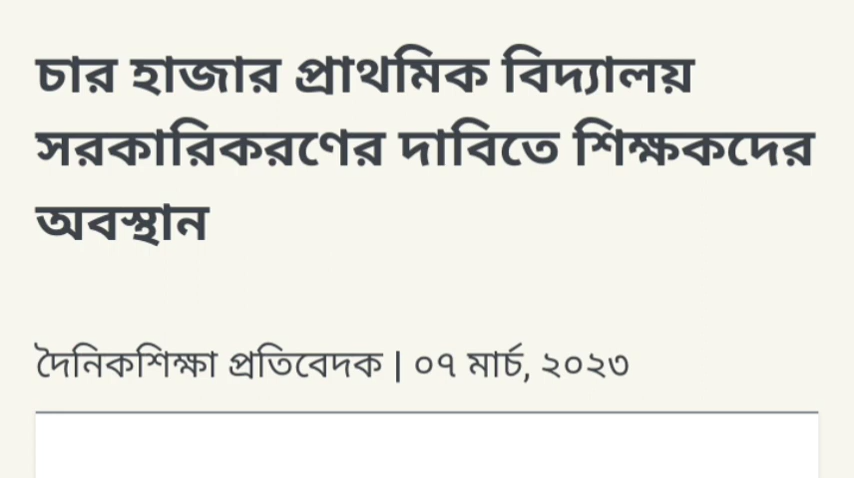 চার হাজার প্রাথমিক বিদ্যালয়
সরকারিকরণের দাবিতে শিক্ষকদের
অবস্থান
দৈনিকশিক্ষা প্রতিবেদক | ০৭ মার্চ, ২০২৩